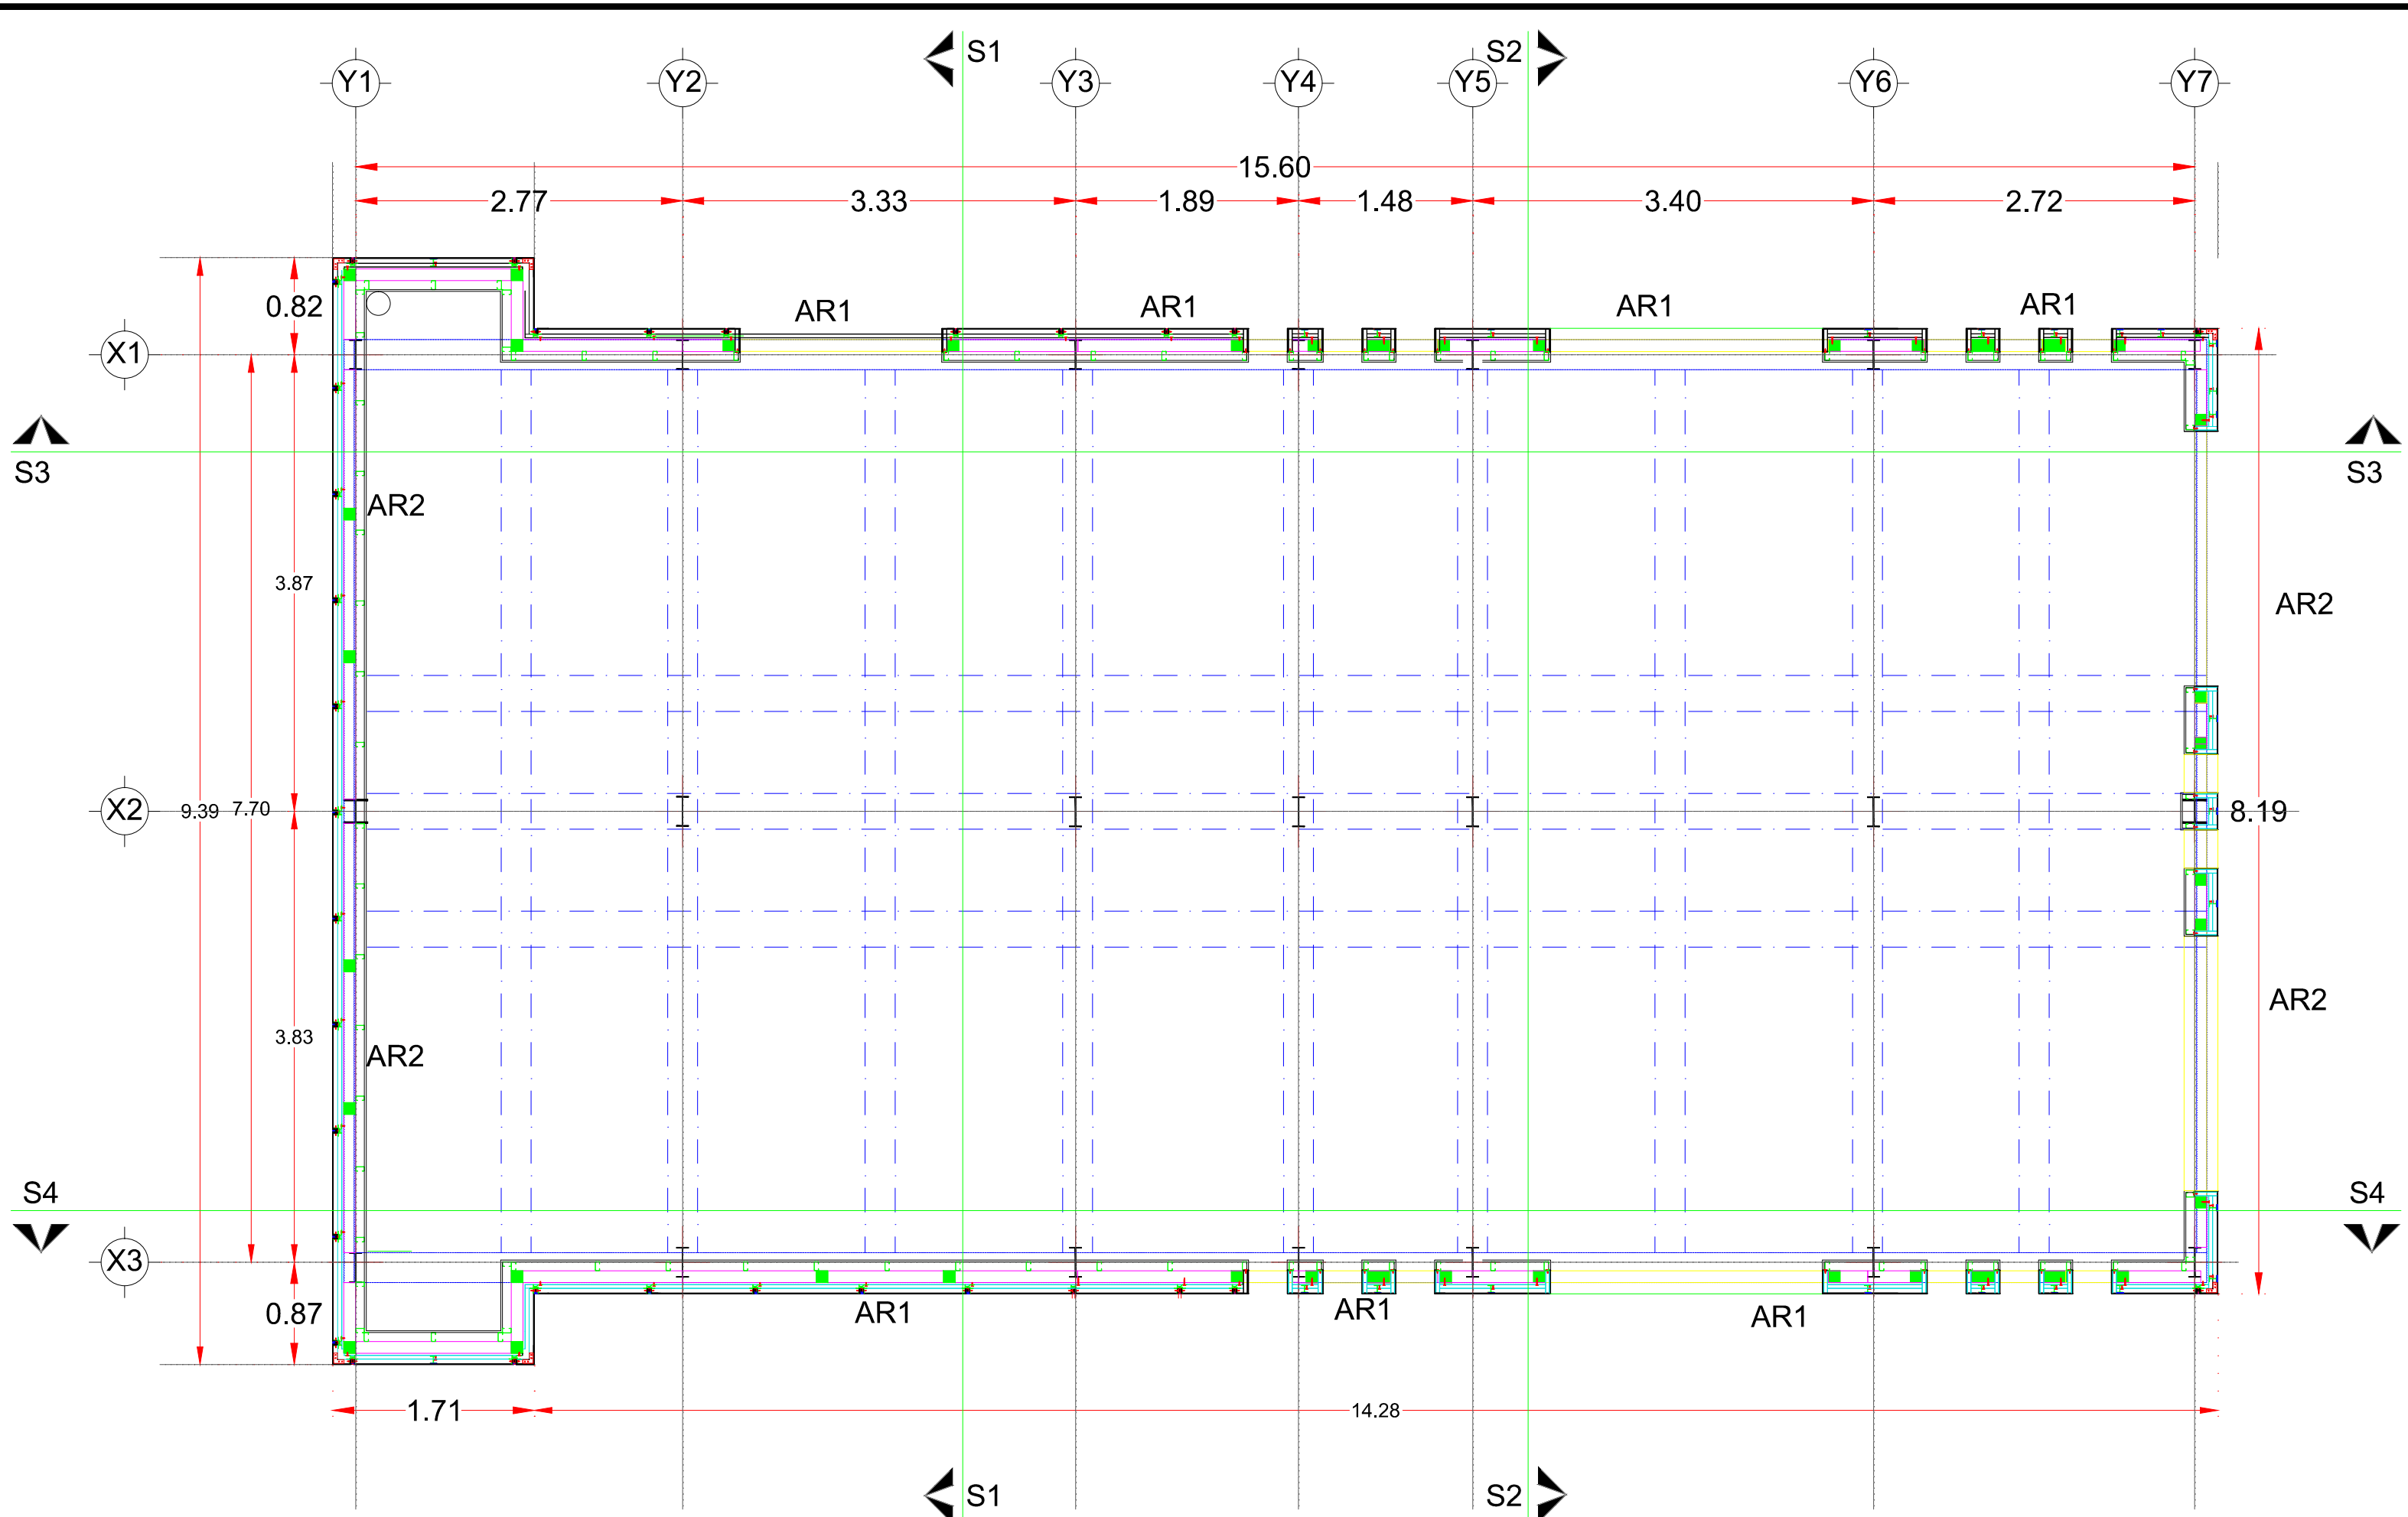 S1 S2
Y1 Y2 Y3 Y4 Y5 Y6 Y7
15.60
2.77 3.33 1.89 1.48 3.40 2.72
0.82 AR1 AR1 AR1 AR1
X1
S3 S3
AR2
3.87
AR2
X2 9.39 7.70 8.19
AR2
3.83
AR2
S4 S4
X3
0.87 AR1 AR1 AR1
1.71 14.28
S1 S2